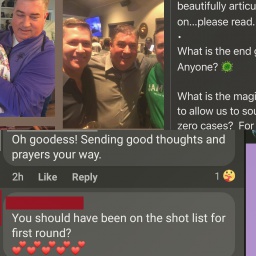 beautifully articu
on...please read.
.
What is the end g
Anyone?
What is the magi
to allow us to sou
zero cases? For
Oh goodess! Sending good thoughts and
prayers your way.
2h Like Reply 1
You should have been on the shot list for
first round?